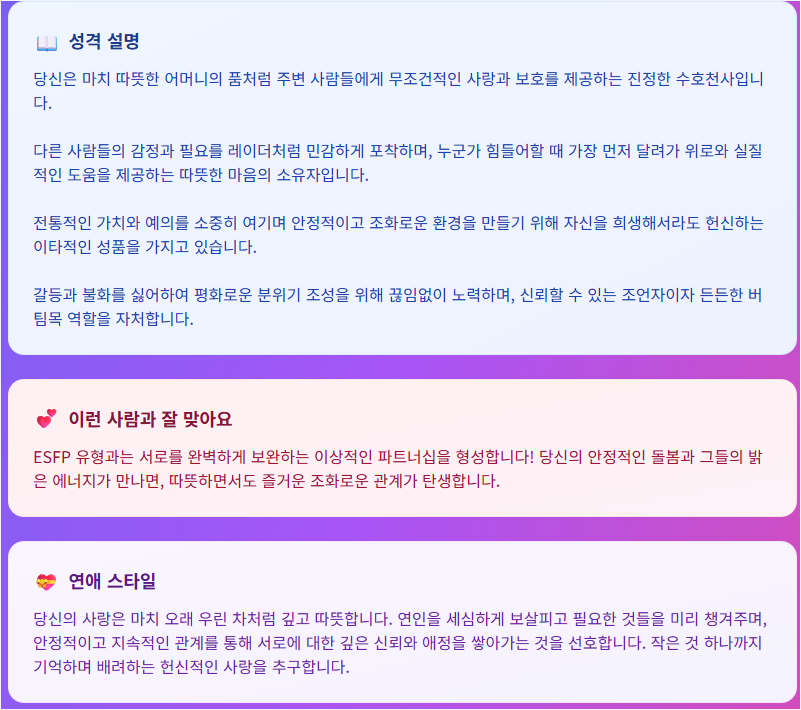 📖 성격 설명
당신은 마치 따뜻한 어머니의 품처럼 주변 사람들에게 무조건적인 사랑과 보호를 제공하는 진정한 수호천사입니
다.
다른 사람들의 감정과 필요를 레이더처럼 민감하게 포착하며, 누군가 힘들어할 때 가장 먼저 달려가 위로와 실질
적인 도움을 제공하는 따뜻한 마음의 소유자입니다.
전통적인 가치와 예의를 소중히 여기며 안정적이고 조화로운 환경을 만들기 위해 자신을 희생해서라도 헌신하는
이타적인 성품을 가지고 있습니다.
갈등과 불화를 싫어하여 평화로운 분위기 조성을 위해 끊임없이 노력하며, 신뢰할 수 있는 조언자이자 든든한 버
팀목 역할을 자처합니다.
💕 이런 사람과 잘 맞아요
ESFP 유형과는 서로를 완벽하게 보완하는 이상적인 파트너십을 형성합니다! 당신의 안정적인 돌봄과 그들의 밝
은 에너지가 만나면, 따뜻하면서도 즐거운 조화로운 관계가 탄생합니다.
💝 연애 스타일
당신의 사랑은 마치 오래 우린 차처럼 깊고 따뜻합니다. 연인을 세심하게 보살피고 필요한 것들을 미리 챙겨주며,
안정적이고 지속적인 관계를 통해 서로에 대한 깊은 신뢰와 애정을 쌓아가는 것을 선호합니다. 작은 것 하나까지
기억하며 배려하는 헌신적인 사랑을 추구합니다.